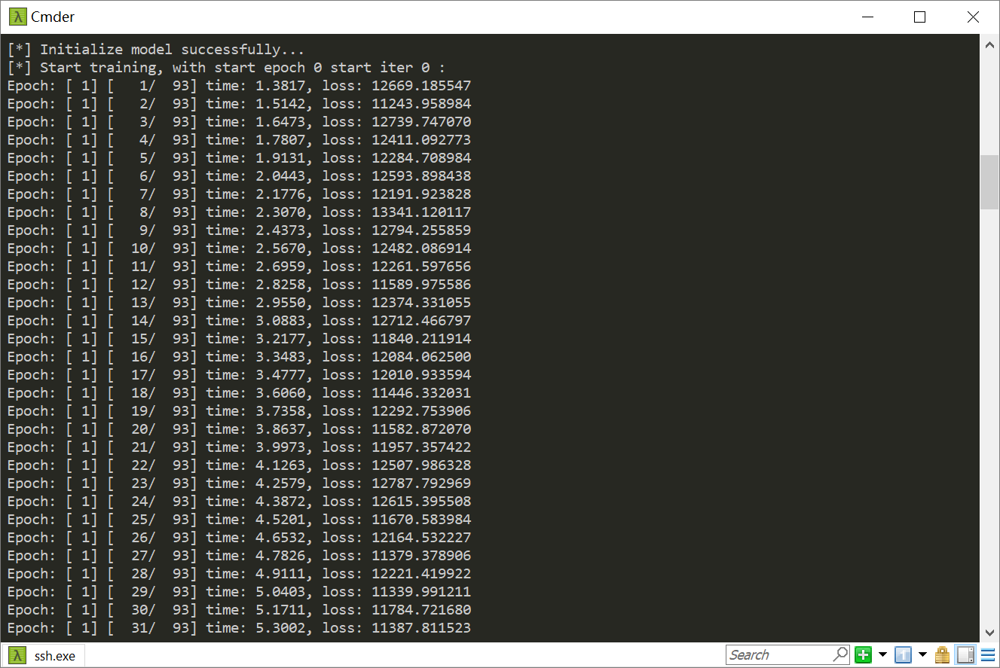 Cmder
[*] Initialize model successfully...
[*] Start training, with start epoch 0 start iter 0 :
Epoch: [ 1] [   1/  93] time: 1.3817, loss: 12669.185547
Epoch: [ 1] [   2/  93] time: 1.5142, loss: 11243.958984
Epoch: [ 1] [   3/  93] time: 1.6473, loss: 12739.747070
Epoch: [ 1] [   4/  93] time: 1.7807, loss: 12411.092773
Epoch: [ 1] [   5/  93] time: 1.9131, loss: 12284.708984
Epoch: [ 1] [   6/  93] time: 2.0443, loss: 12593.898438
Epoch: [ 1] [   7/  93] time: 2.1776, loss: 12191.923828
Epoch: [ 1] [   8/  93] time: 2.3070, loss: 13341.120117
Epoch: [ 1] [   9/  93] time: 2.4373, loss: 12794.255859
Epoch: [ 1] [  10/  93] time: 2.5670, loss: 12482.086914
Epoch: [ 1] [  11/  93] time: 2.6959, loss: 12261.597656
Epoch: [ 1] [  12/  93] time: 2.8258, loss: 11589.975586
Epoch: [ 1] [  13/  93] time: 2.9550, loss: 12374.331055
Epoch: [ 1] [  14/  93] time: 3.0883, loss: 12712.466797
Epoch: [ 1] [  15/  93] time: 3.2177, loss: 11840.211914
Epoch: [ 1] [  16/  93] time: 3.3483, loss: 12084.062500
Epoch: [ 1] [  17/  93] time: 3.4777, loss: 12010.933594
Epoch: [ 1] [  18/  93] time: 3.6060, loss: 11446.332031
Epoch: [ 1] [  19/  93] time: 3.7358, loss: 12292.753906
Epoch: [ 1] [  20/  93] time: 3.8637, loss: 11582.872070
Epoch: [ 1] [  21/  93] time: 3.9973, loss: 11957.357422
Epoch: [ 1] [  22/  93] time: 4.1263, loss: 12507.986328
Epoch: [ 1] [  23/  93] time: 4.2579, loss: 12787.792969
Epoch: [ 1] [  24/  93] time: 4.3872, loss: 12615.395508
Epoch: [ 1] [  25/  93] time: 4.5201, loss: 11670.583984
Epoch: [ 1] [  26/  93] time: 4.6532, loss: 12164.532227
Epoch: [ 1] [  27/  93] time: 4.7826, loss: 11379.378906
Epoch: [ 1] [  28/  93] time: 4.9111, loss: 12221.419922
Epoch: [ 1] [  29/  93] time: 5.0403, loss: 11339.991211
Epoch: [ 1] [  30/  93] time: 5.1711, loss: 11784.721680
Epoch: [ 1] [  31/  93] time: 5.3002, loss: 11387.811523
ssh.exe Search 1